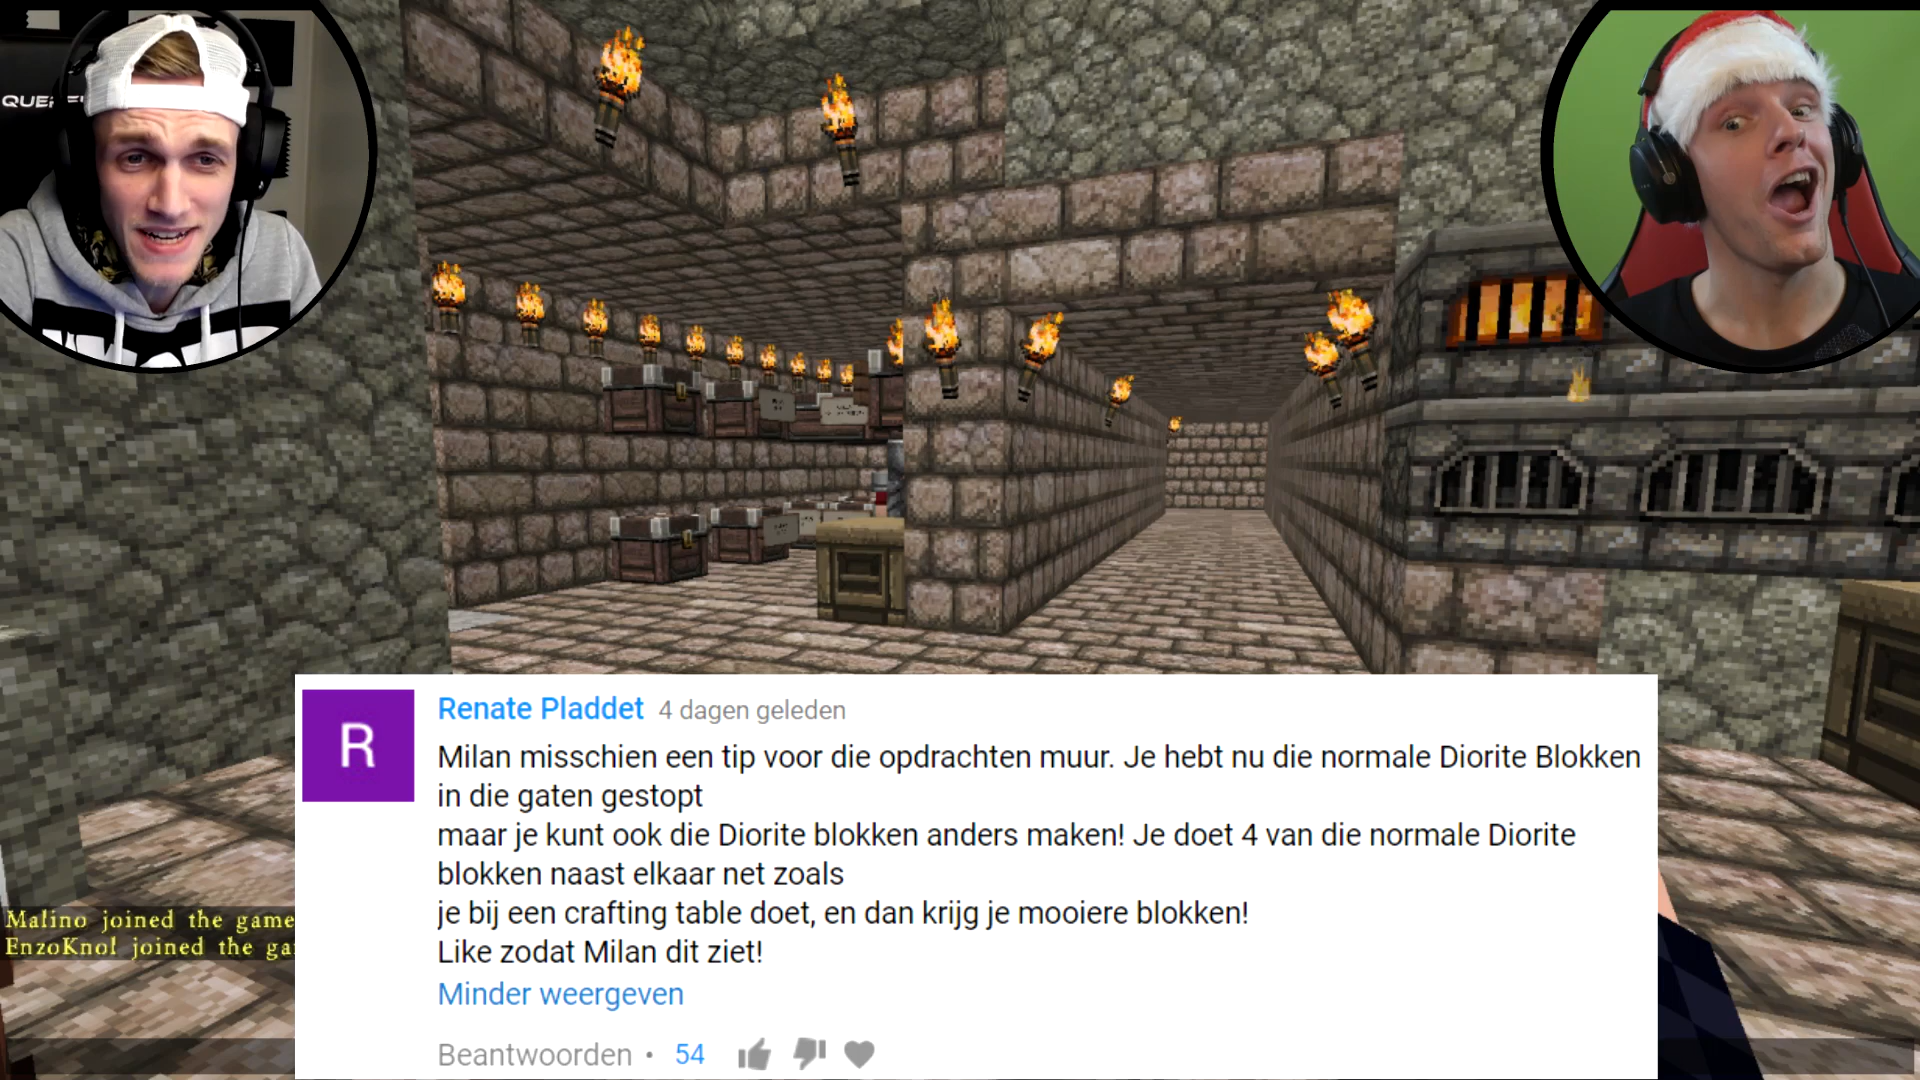 Renate Pladdet 4 dagen geleden
R
Milan misschien een tip voor die opdrachten muur. Je hebt nu die normale Diorite Blokken
in die gaten gestopt
maar je kunt ook die Diorite blokken anders maken! Je doet 4 van die normale Diorite
blokken naast elkaar net zoals
je bij een crafting table doet, en dan krijg je mooiere blokken!
Like zodat Milan dit ziet!
Minder weergeven
Beantwoorden • 54
Malino joined the game
EnzoKnol joined the ga